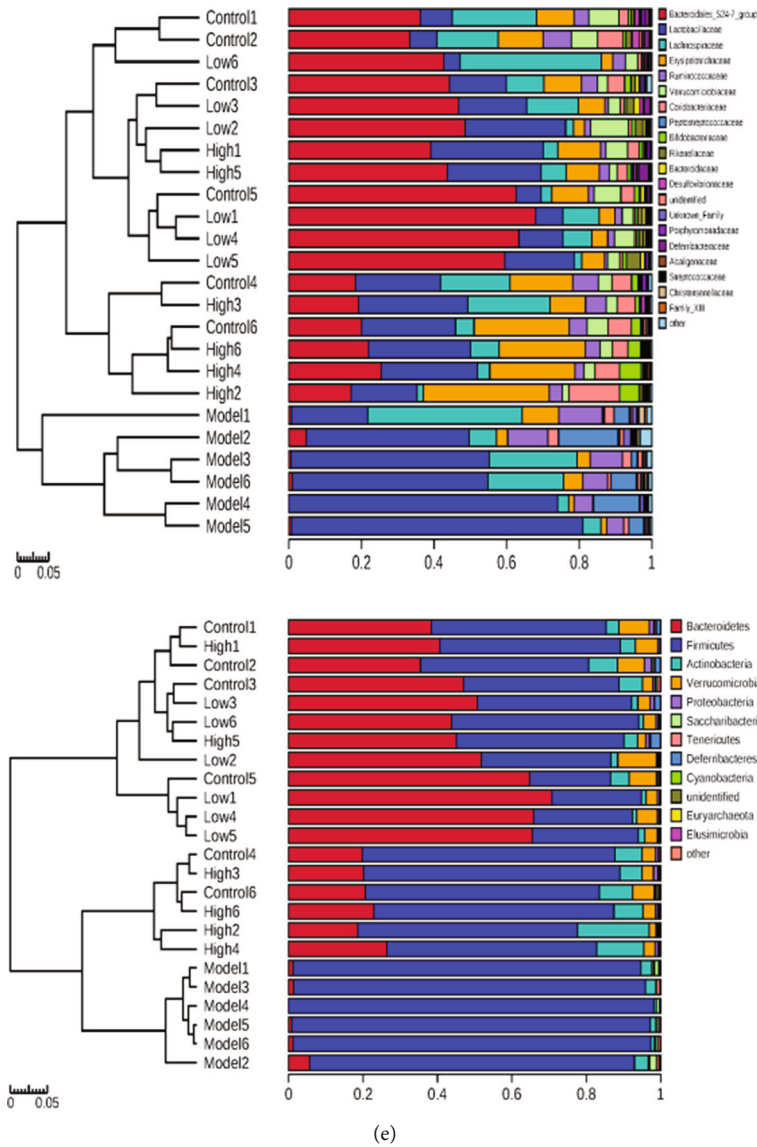 Control1
Control2
Low6
Control3
Low3
Low2
High1
High5
Control5
Low1
Low4
Low5
Control4
High3
Control6
High6
High4
High2
Model1
Model2
Model3
Model6
Model4
Model5
0 0.05
0 0.2 0.4 0.6 0.8 1
Bacteroidales_S24-7_group
Lactobacillaceae
Lachnospiraceae
Erysipelotrichaceae
Ruminococcaceae
Verrucomicrobiaceae
Coriobacteriaceae
Peptostreptococcaceae
Bifidobacteriaceae
Rikenellaceae
Bacteroidaceae
Desulfovibrionaceae
unidentified
Unknown_Family
Porphyromonadaceae
Deferribacteraceae
Alcaligenaceae
Streptococcaceae
Christensenellaceae
Family_XIII
other
Control1
High1
Control2
Control3
Low3
Low6
High5
Low2
Control5
Low1
Low4
Low5
Control4
High3
Control6
High6
High2
High4
Model1
Model3
Model4
Model5
Model6
Model2
0 0.05
0 0.2 0.4 0.6 0.8 1
Bacteroidetes
Firmicutes
Actinobacteria
Verrucomicrobia
Proteobacteria
Saccharibacteri
Tenericutes
Deferribacteres
Cyanobacteria
unidentified
Euryarchaeota
Elusimicrobia
other
(e)